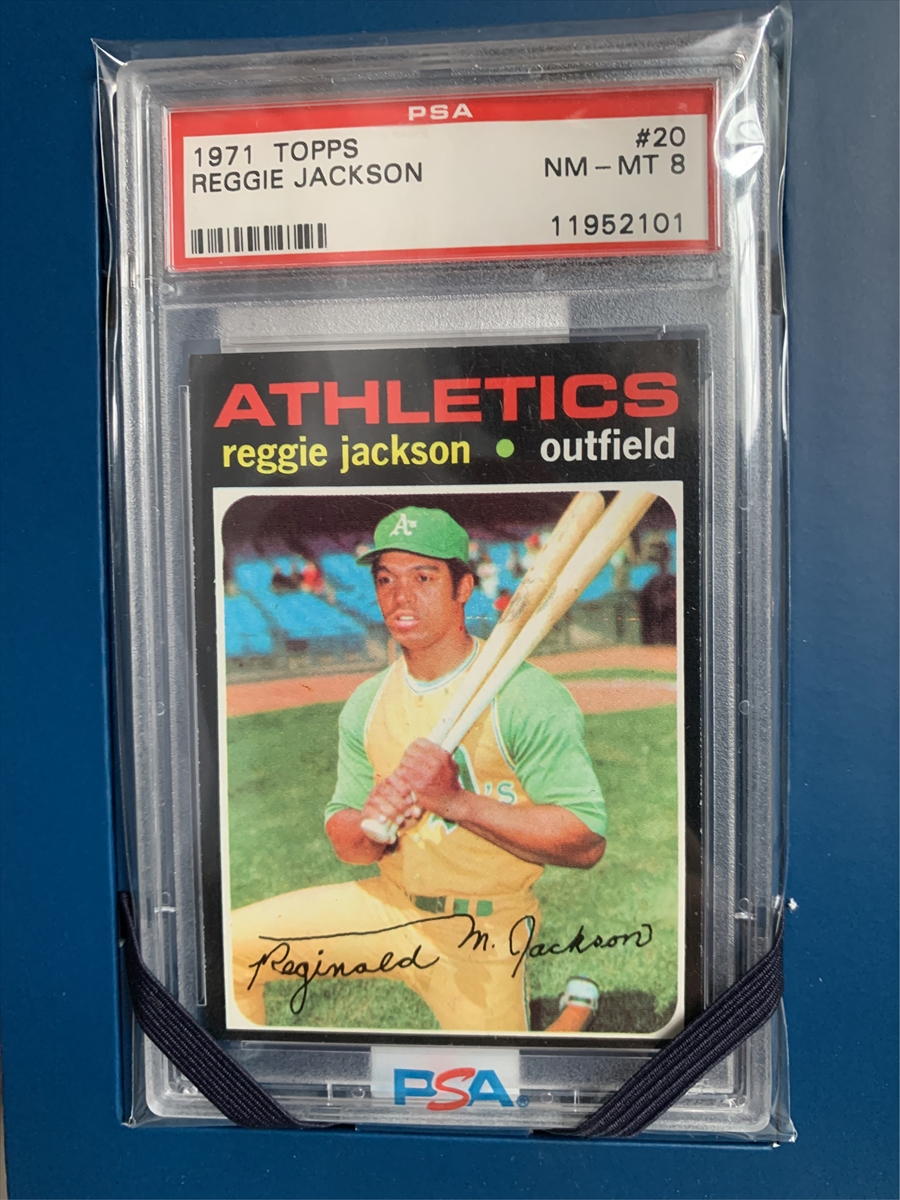 PSA
1971 TOPPS #20
REGGIE JACKSON NM-MT 8
11952101
ATHLETICS
reggie jackson • outfield
A's
's
Reginald M. Jackson
PSA®